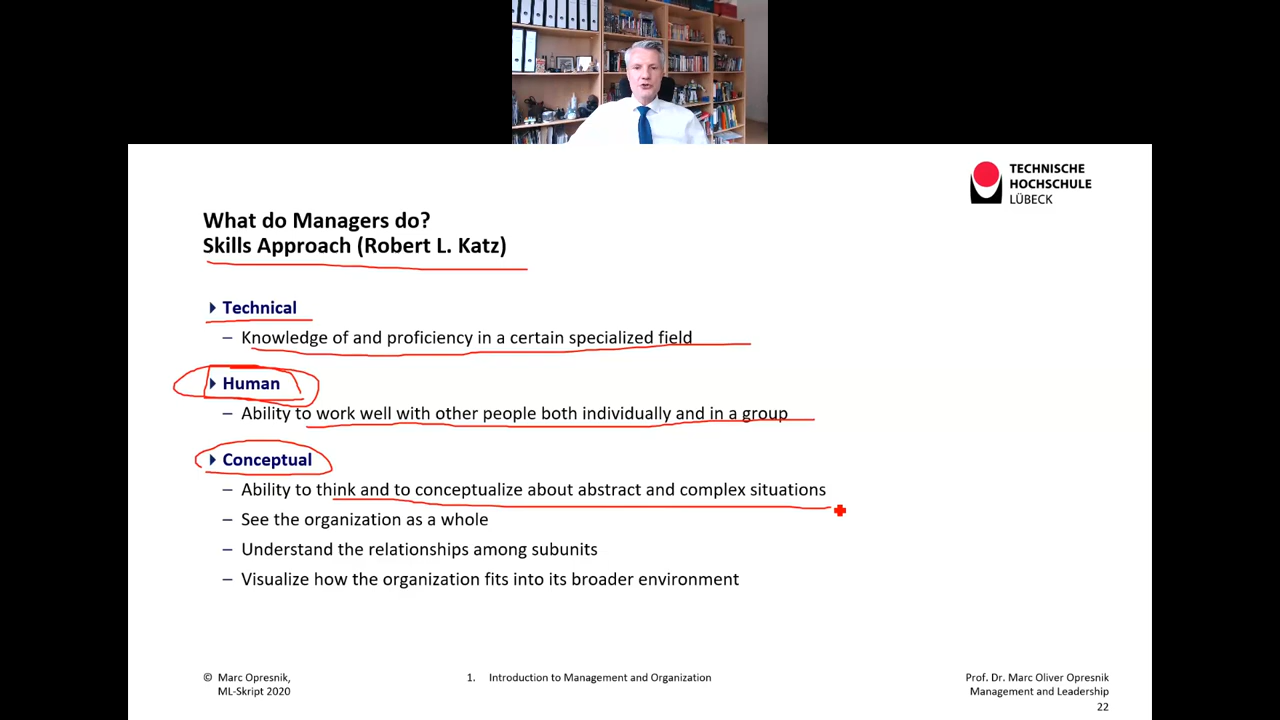 TECHNISCHE
HOCHSCHULE
LÜBECK
What do Managers do?
Skills Approach (Robert L. Katz)
Technical
– Knowledge of and proficiency in a certain specialized field
Human
– Ability to work well with other people both individually and in a group
Conceptual
– Ability to think and to conceptualize about abstract and complex situations
– See the organization as a whole
– Understand the relationships among subunits
– Visualize how the organization fits into its broader environment
© Marc Opresnik,
ML-Skript 2020
1. Introduction to Management and Organization
Prof. Dr. Marc Oliver Opresnik
Management and Leadership
22